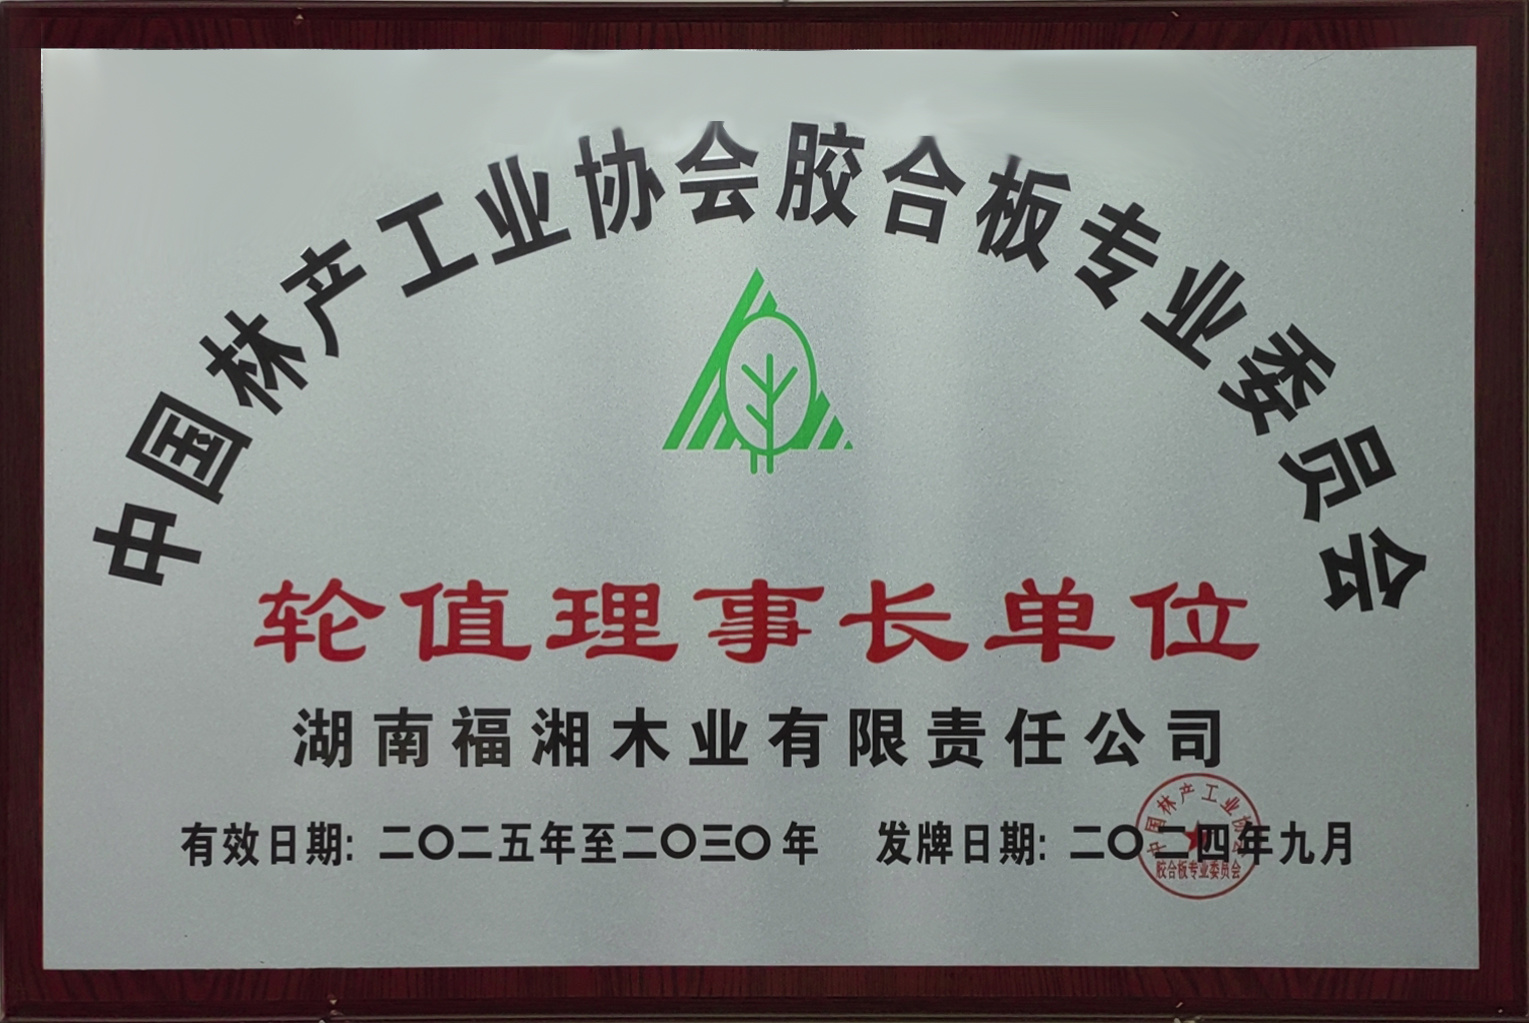 中国林产工业协会胶合板专业委员会
轮值理事长单位
湖南福湘木业有限责任公司
有效日期: 二〇二五年至二〇三〇年 发牌日期: 二〇二四年九月
中国林产工业协会
胶合板专业委员会